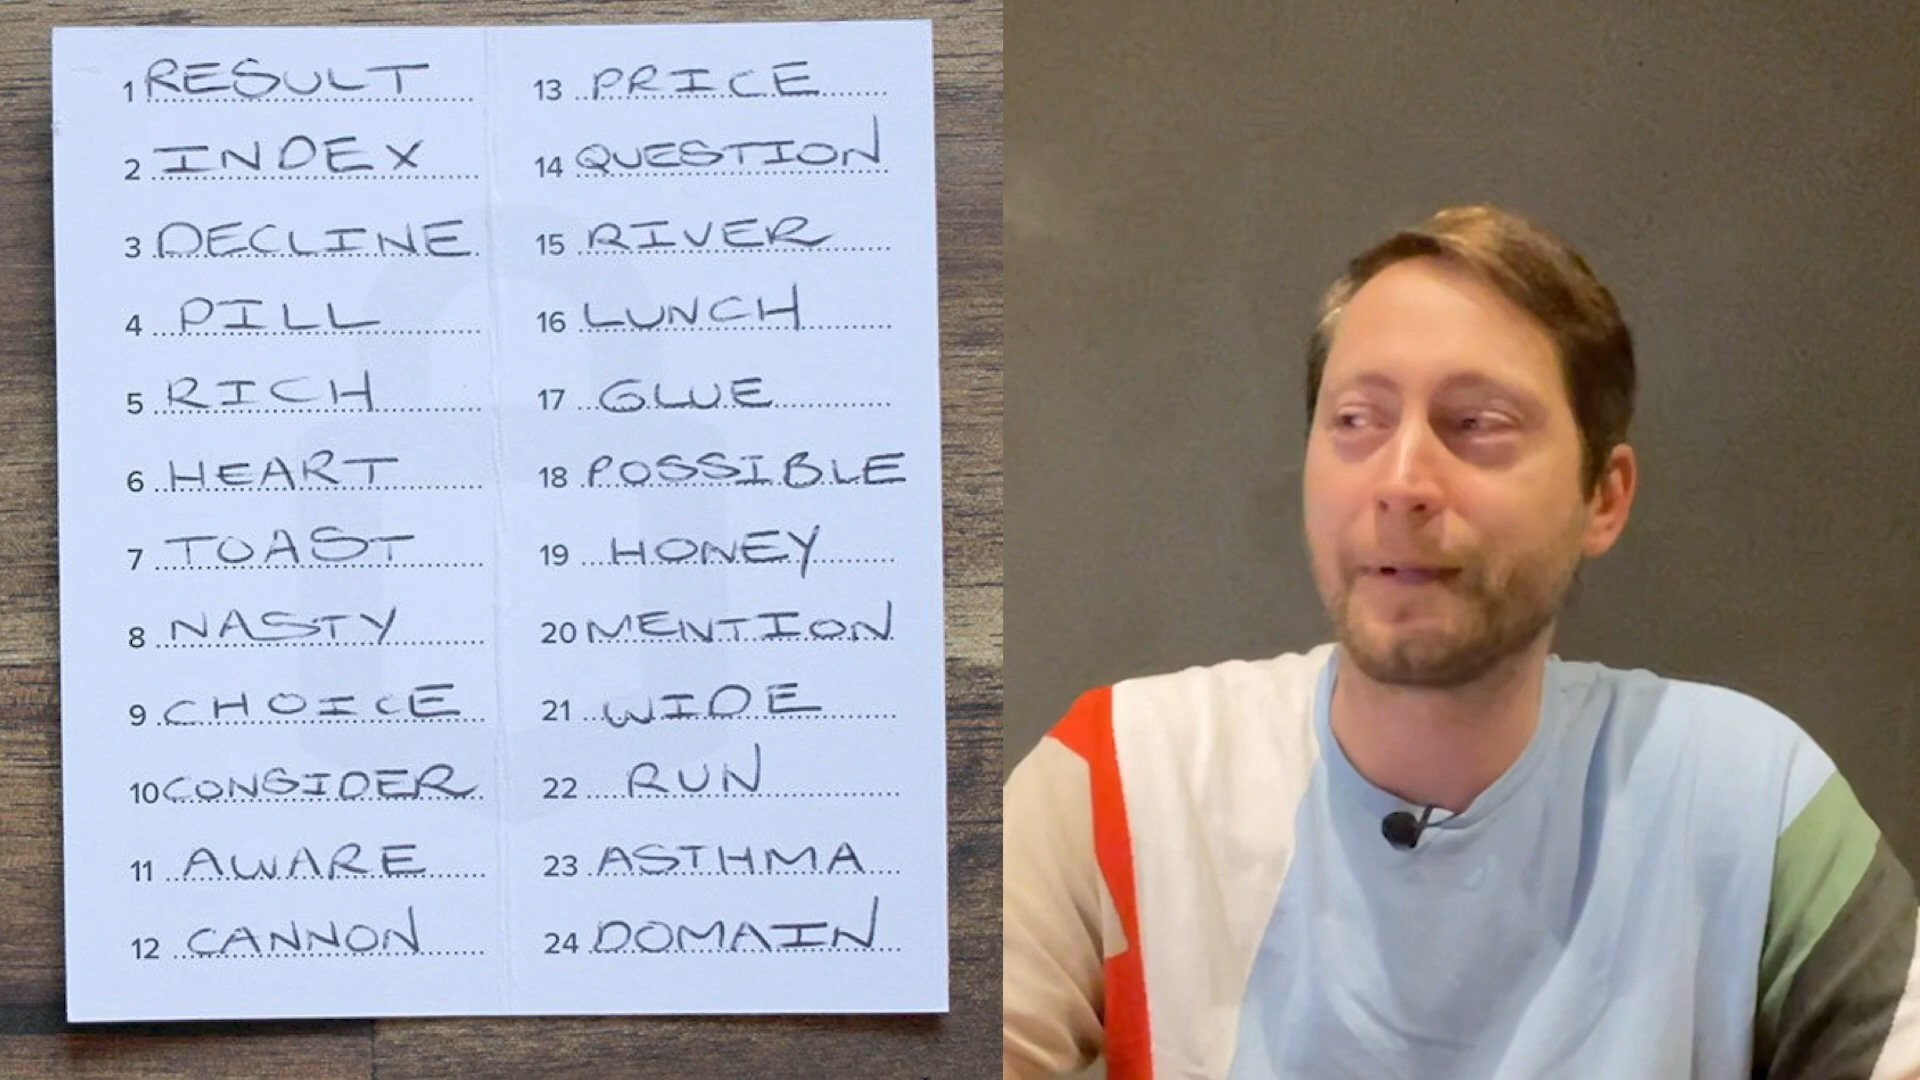 1 RESULT
2 INDEX
3 DECLINE
4 PILL
5 RICH
6 HEART
7 TOAST
8 NASTY
9 CHOICE
10 CONSIDER
11 AWARE
12 CANNON
13 PRICE
14 QUESTION
15 RIVER
16 LUNCH
17 GLUE
18 POSSIBLE
19 HONEY
20 MENTION
21 WIDE
22 RUN
23 ASTHMA
24 DOMAIN